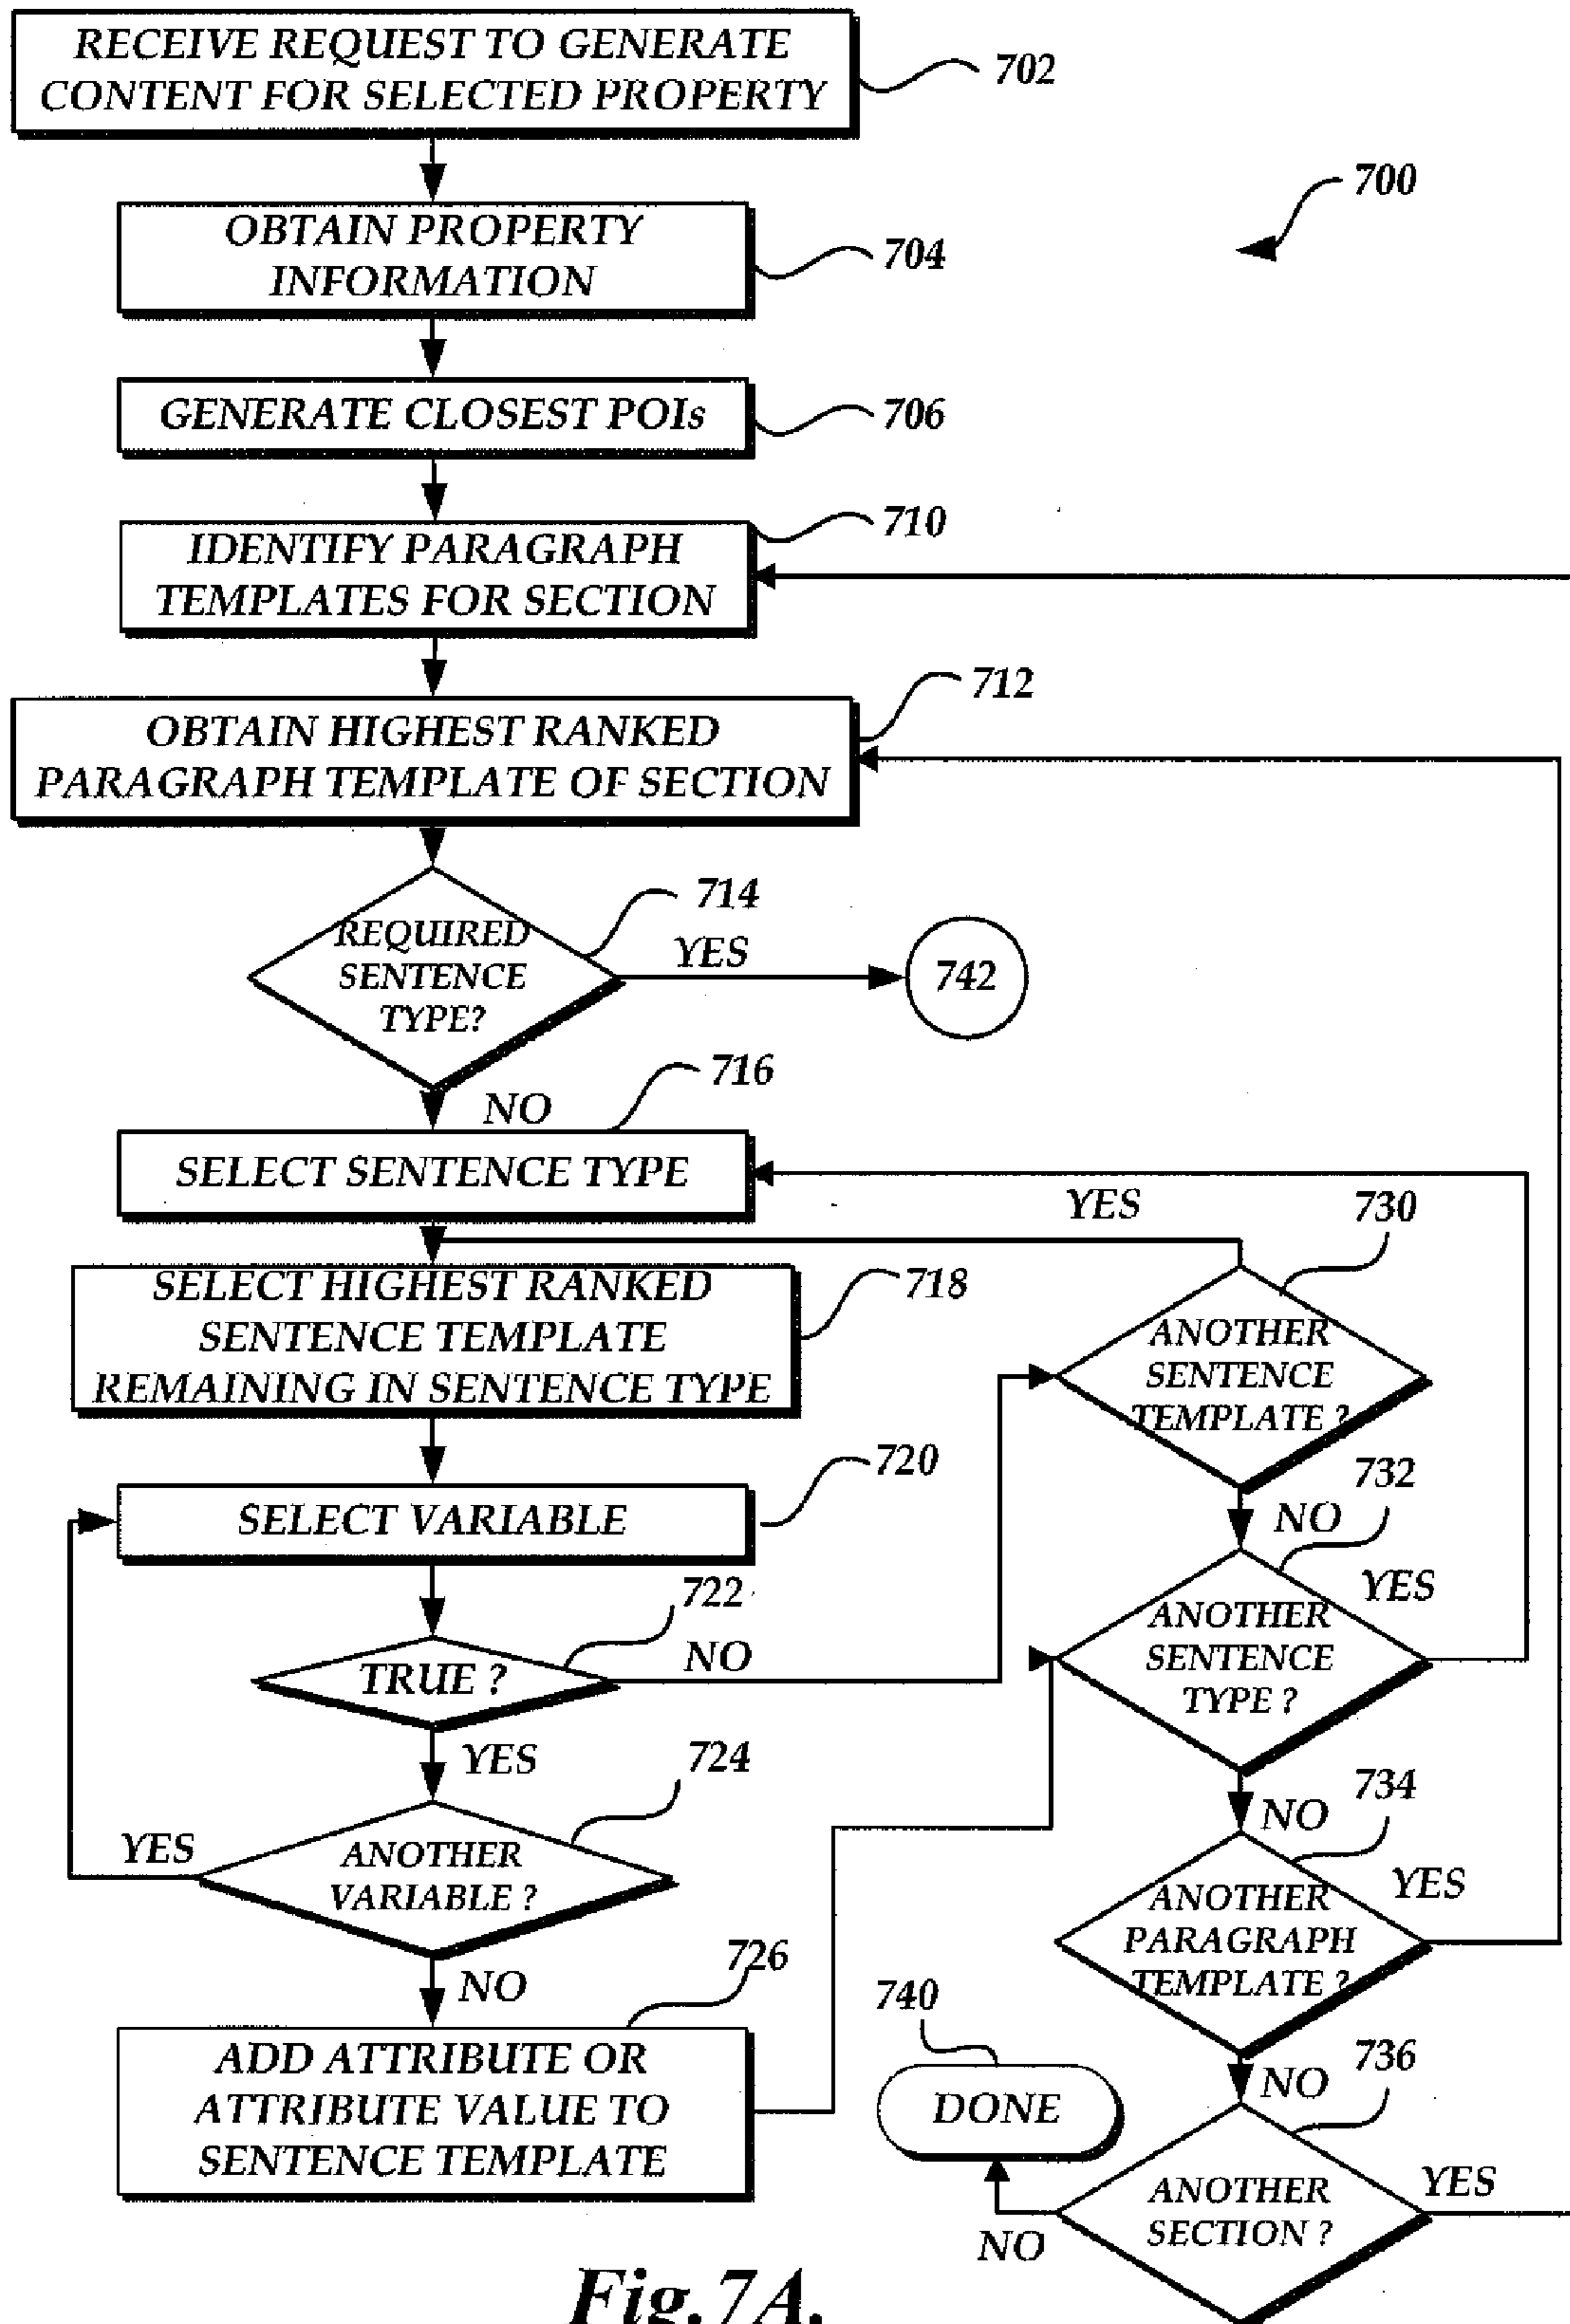 RECEIVE REQUEST TO GENERATE
CONTENT FOR SELECTED PROPERTY
702
700
OBTAIN PROPERTY
INFORMATION
704
GENERATE CLOSEST POIs
706
710
IDENTIFY PARAGRAPH
TEMPLATES FOR SECTION
712
OBTAIN HIGHEST RANKED
PARAGRAPH TEMPLATE OF SECTION
714
REQUIRED
SENTENCE
TYPE?
YES
742
716
NO
SELECT SENTENCE TYPE
YES
730
SELECT HIGHEST RANKED
SENTENCE TEMPLATE
REMAINING IN SENTENCE TYPE
718
ANOTHER
SENTENCE
TEMPLATE ?
720
SELECT VARIABLE
732
NO
722
TRUE ?
NO
YES
ANOTHER
SENTENCE
TYPE ?
YES
724
ANOTHER
VARIABLE ?
YES
734
NO
ANOTHER
PARAGRAPH
TEMPLATE ?
YES
726
NO
ADD ATTRIBUTE OR
ATTRIBUTE VALUE TO
SENTENCE TEMPLATE
740
DONE
736
NO
ANOTHER
SECTION ?
YES
NO
Fig.7A.